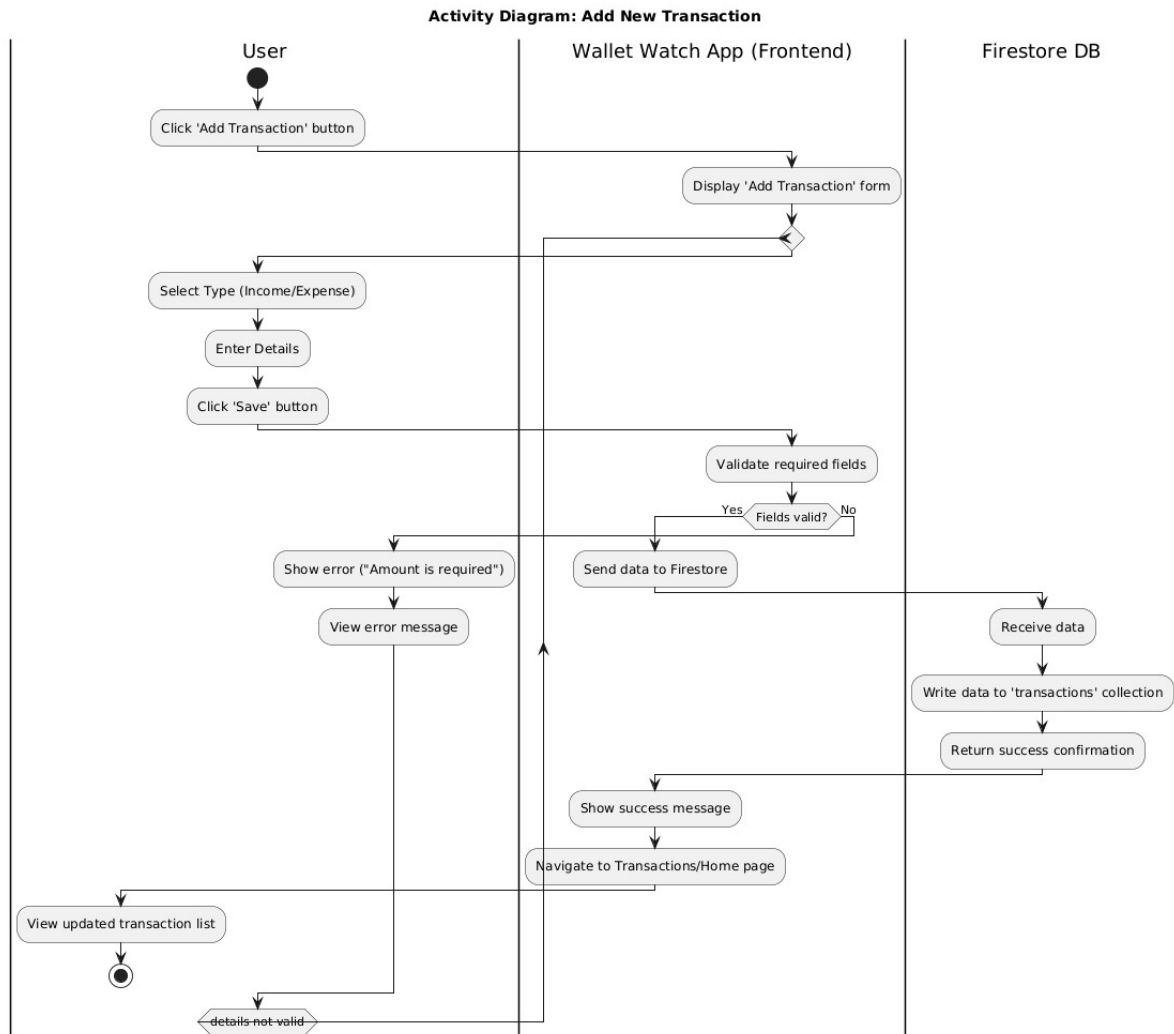 Activity Diagram: Add New Transaction
User
Wallet Watch App (Frontend)
Firestore DB
Click 'Add Transaction' button
Display 'Add Transaction' form
Select Type (Income/Expense)
Enter Details
Click 'Save' button
Validate required fields
Yes
Fields valid?
No
Show error ("Amount is required")
Send data to Firestore
View error message
Receive data
Write data to 'transactions' collection
Return success confirmation
Show success message
Navigate to Transactions/Home page
View updated transaction list
details not valid